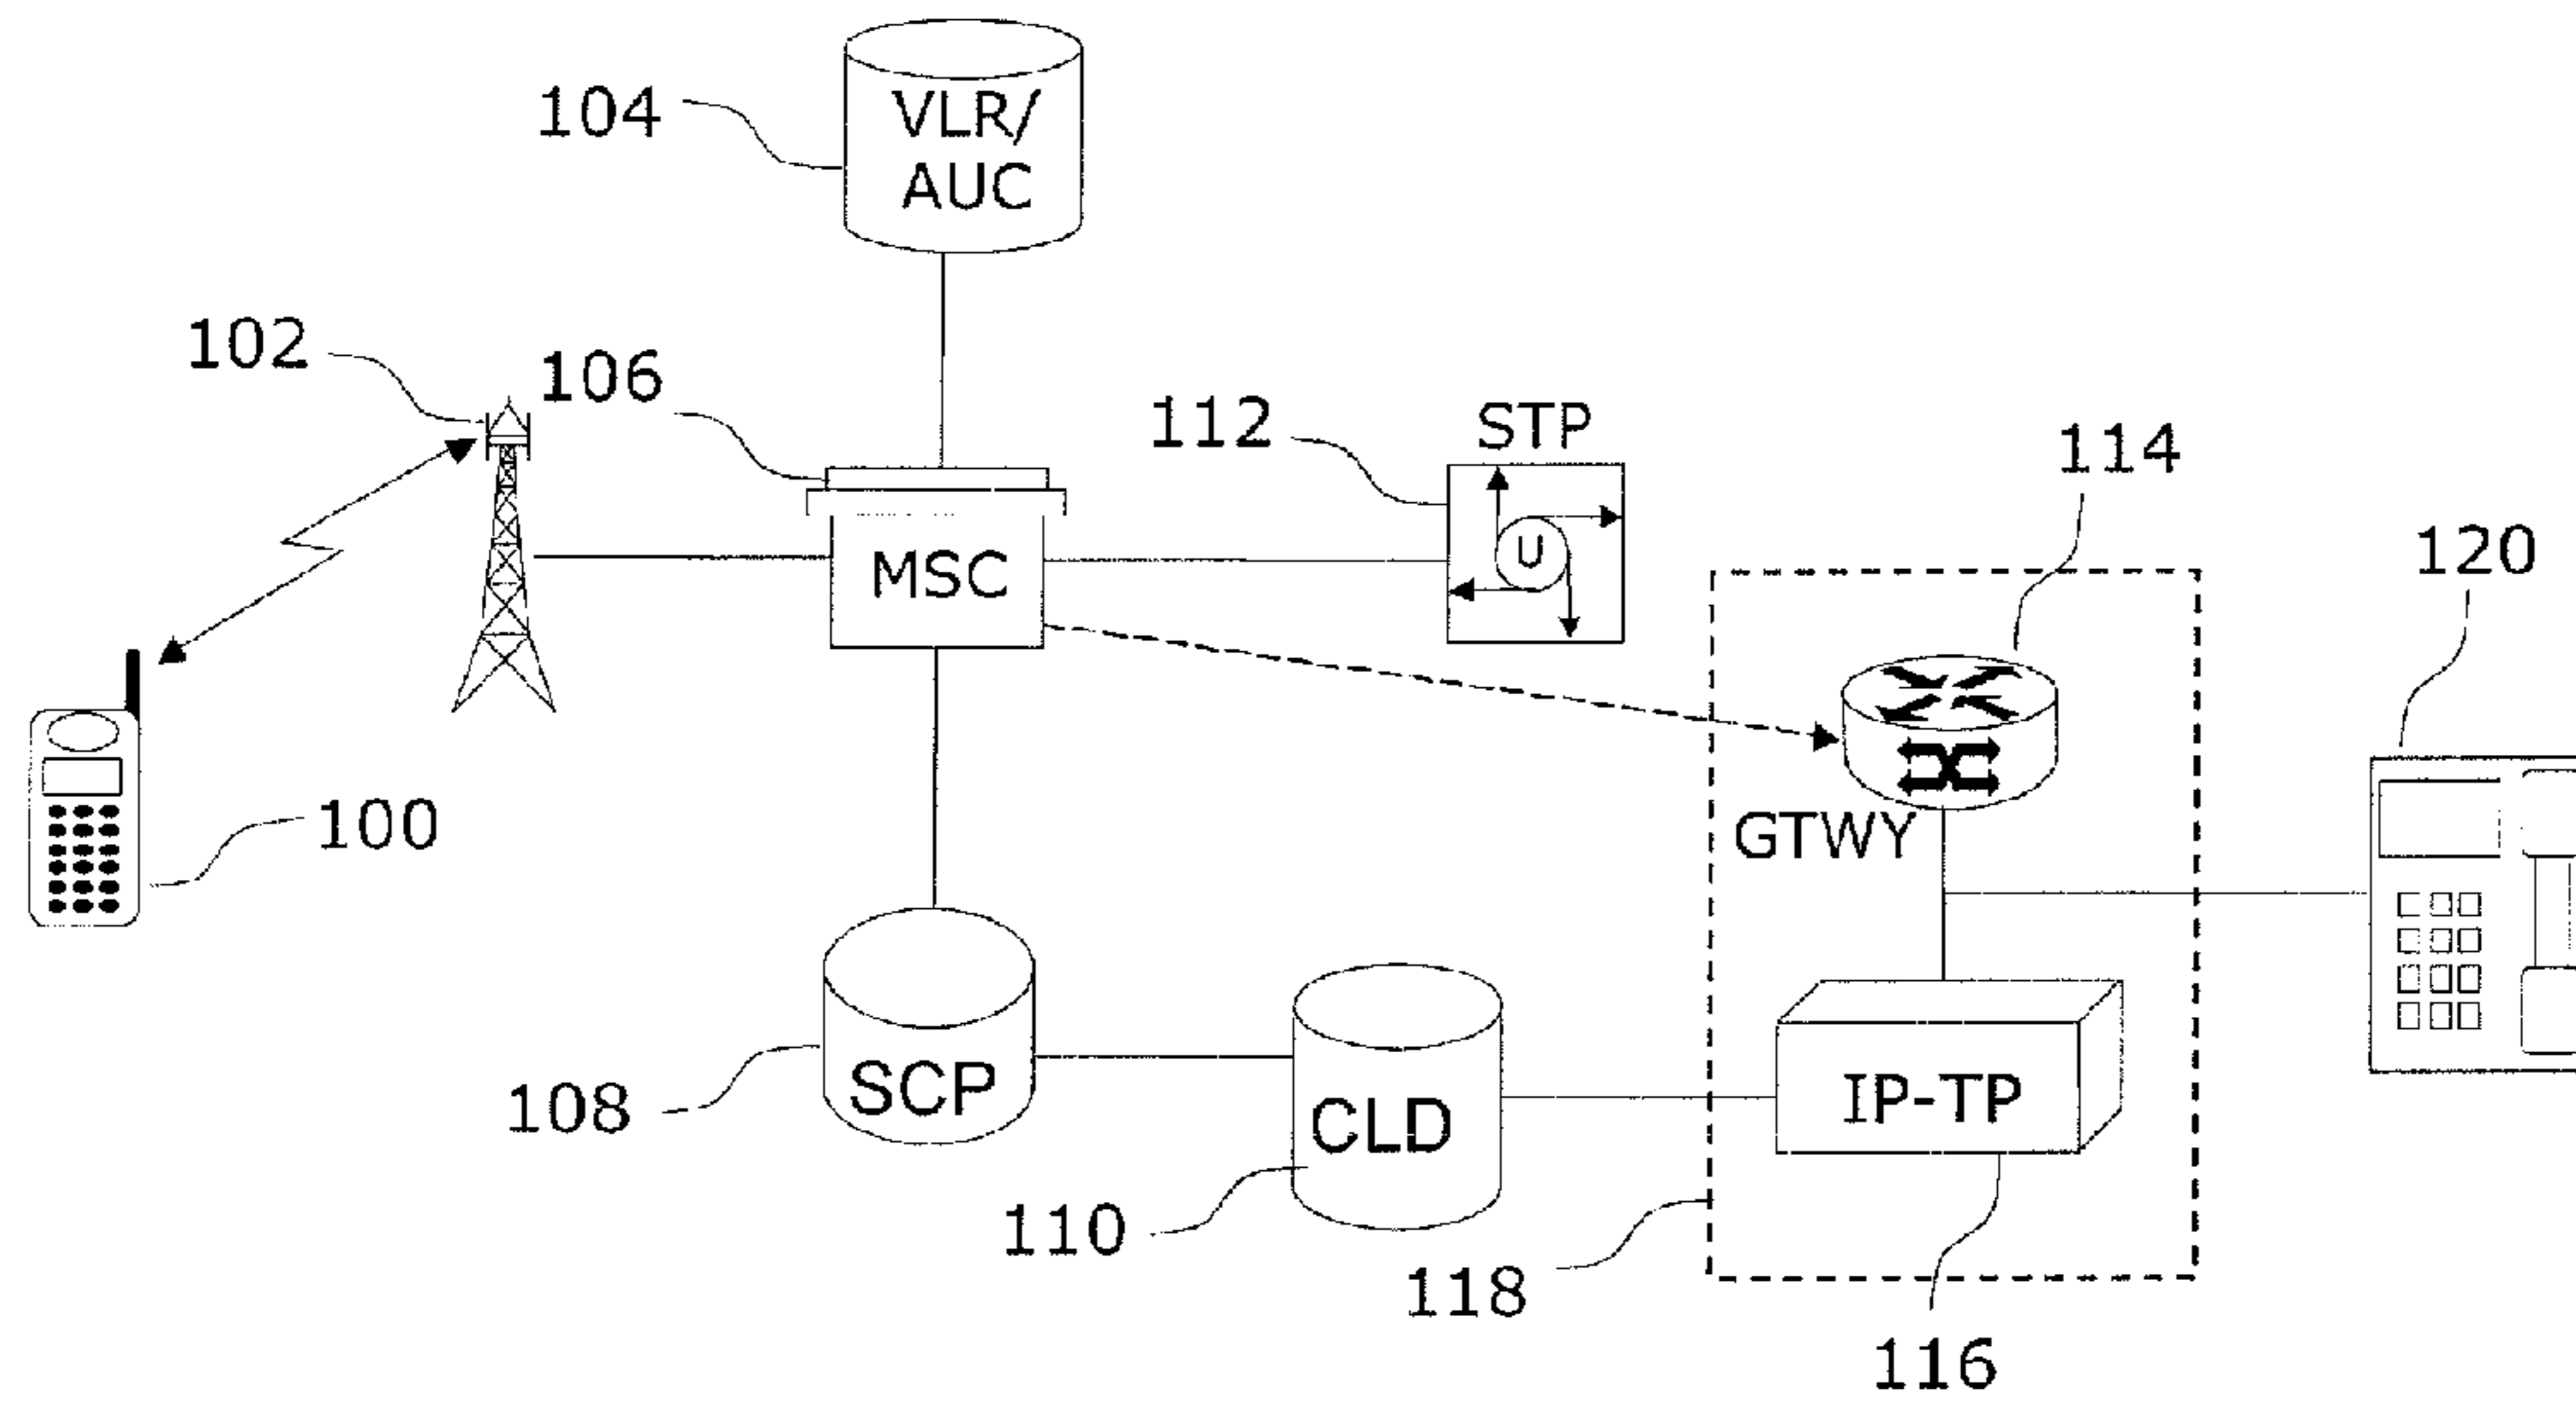 104
VLR/
AUC
102
106
112
STP
114
120
MSC
U
100
GTWY
108
SCP
110
CLD
IP-TP
118
116